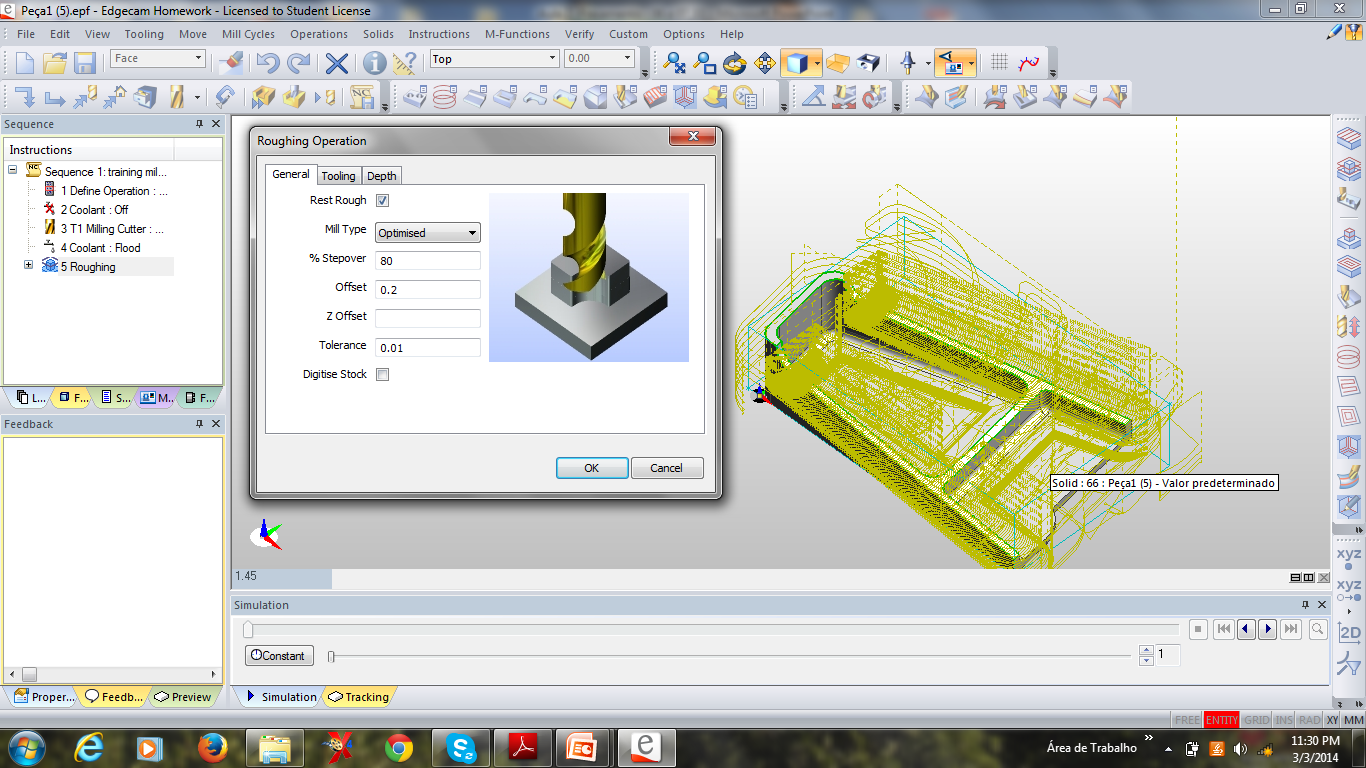 Peça1 (5).epf - Edgecam Homework - Licensed to Student License
File Edit View Tooling Move Mill Cycles Operations Solids Instructions M-Functions Verify Custom Options Help
Face
Top
0.00
Sequence
Instructions
Sequence 1: training mil...
1 Define Operation : ...
2 Coolant : Off
3 T1 Milling Cutter : ...
4 Coolant : Flood
5 Roughing
L... F... S... M... F...
Feedback
Proper... Feedb... Preview
Roughing Operation
General Tooling Depth
Rest Rough
Mill Type Optimised
% Stepover 80
Offset 0.2
Z Offset
Tolerance 0.01
Digitise Stock
OK Cancel
Solid : 66 : Peça1 (5) - Valor predeterminado
1.45
Simulation
Constant
1
Simulation Tracking
xyz
xyz
2D
FREE ENTITY GRID INS RAD XY MM
Área de Trabalho
11:30 PM
3/3/2014